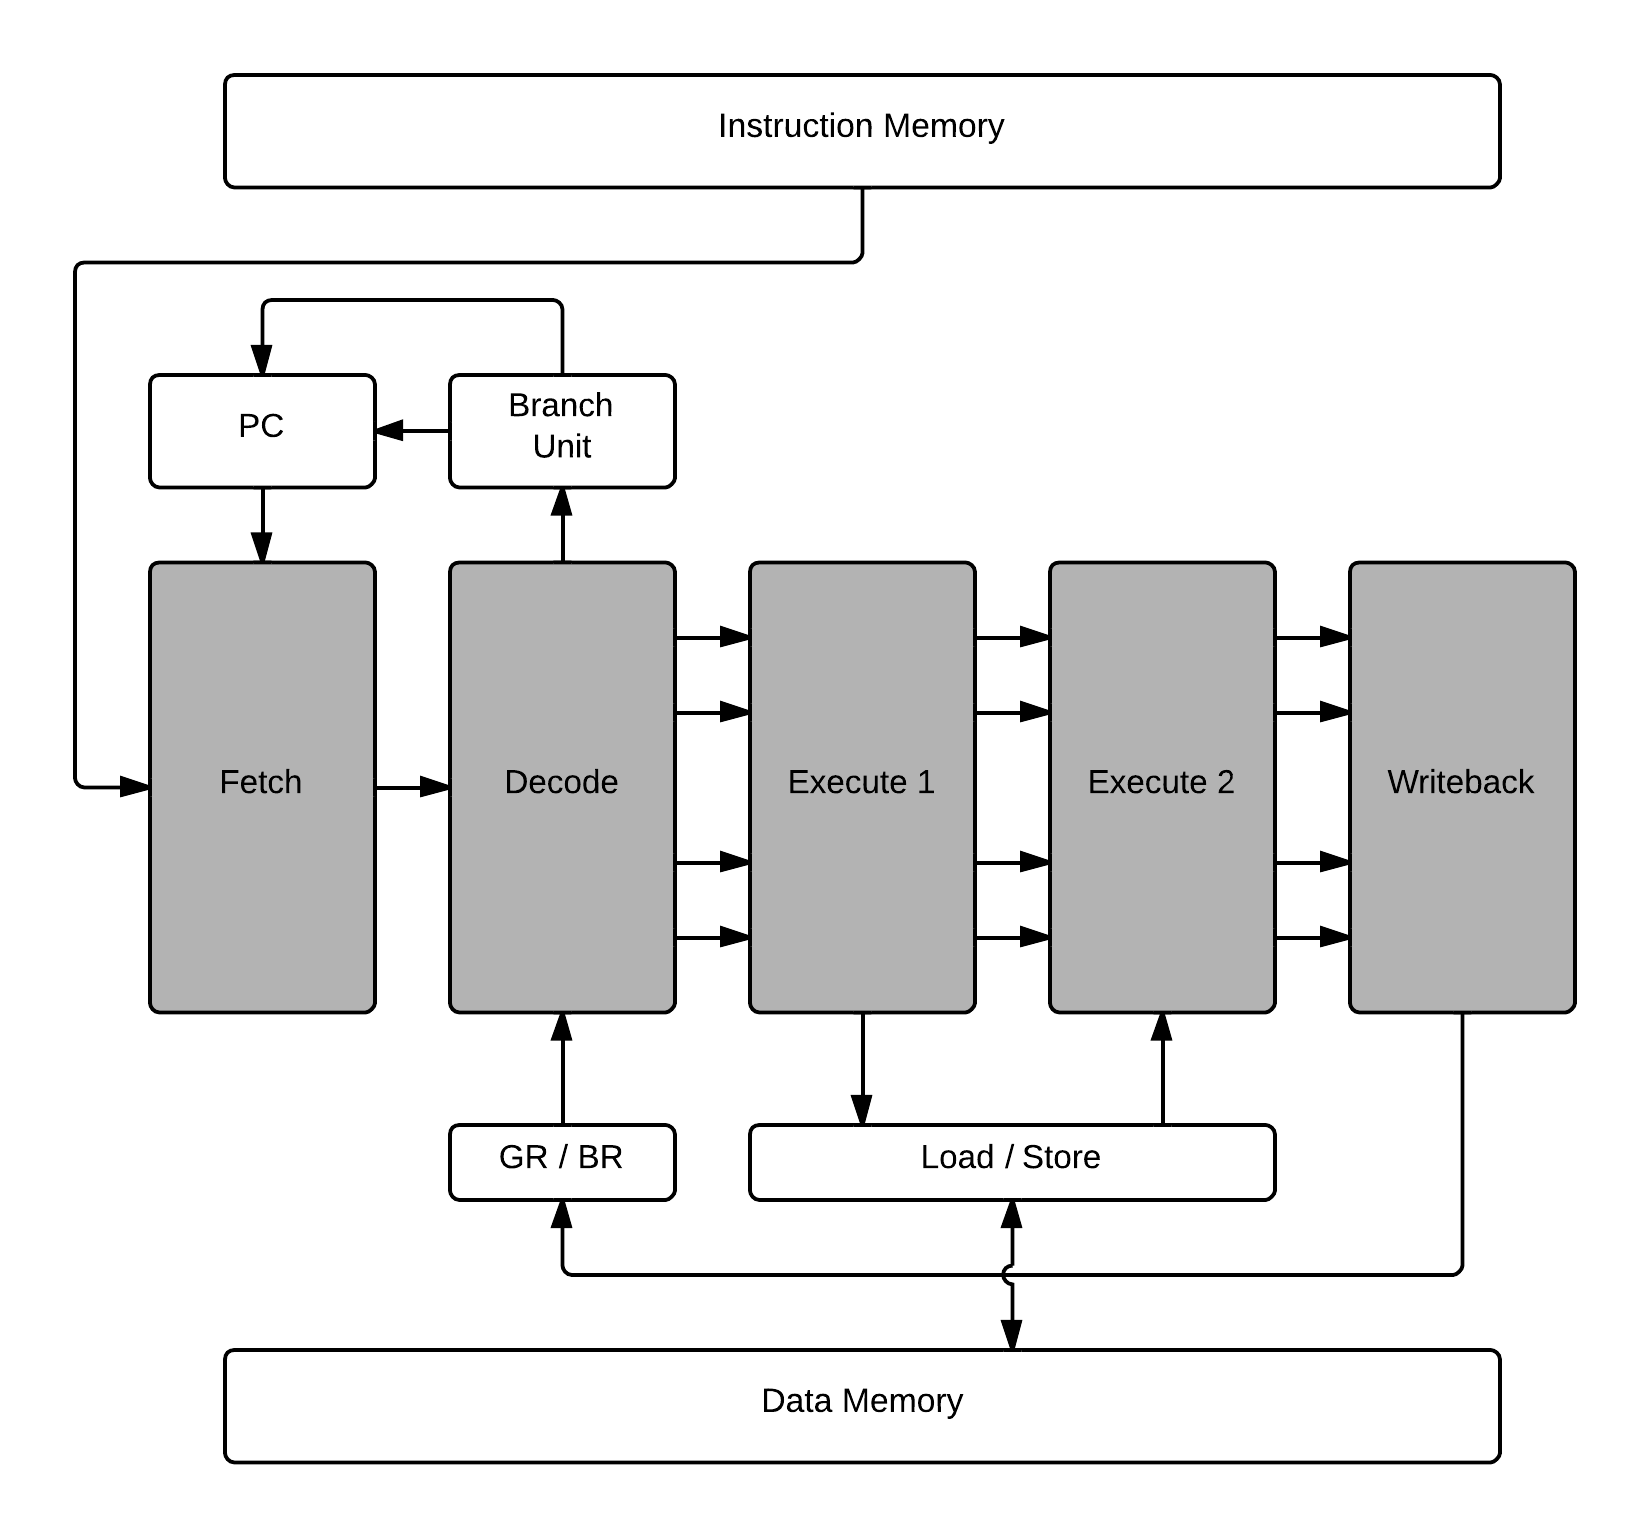 Instruction Memory
PC
Branch
Unit
Fetch
Decode
Execute 1
Execute 2
Writeback
GR / BR
Load / Store
Data Memory